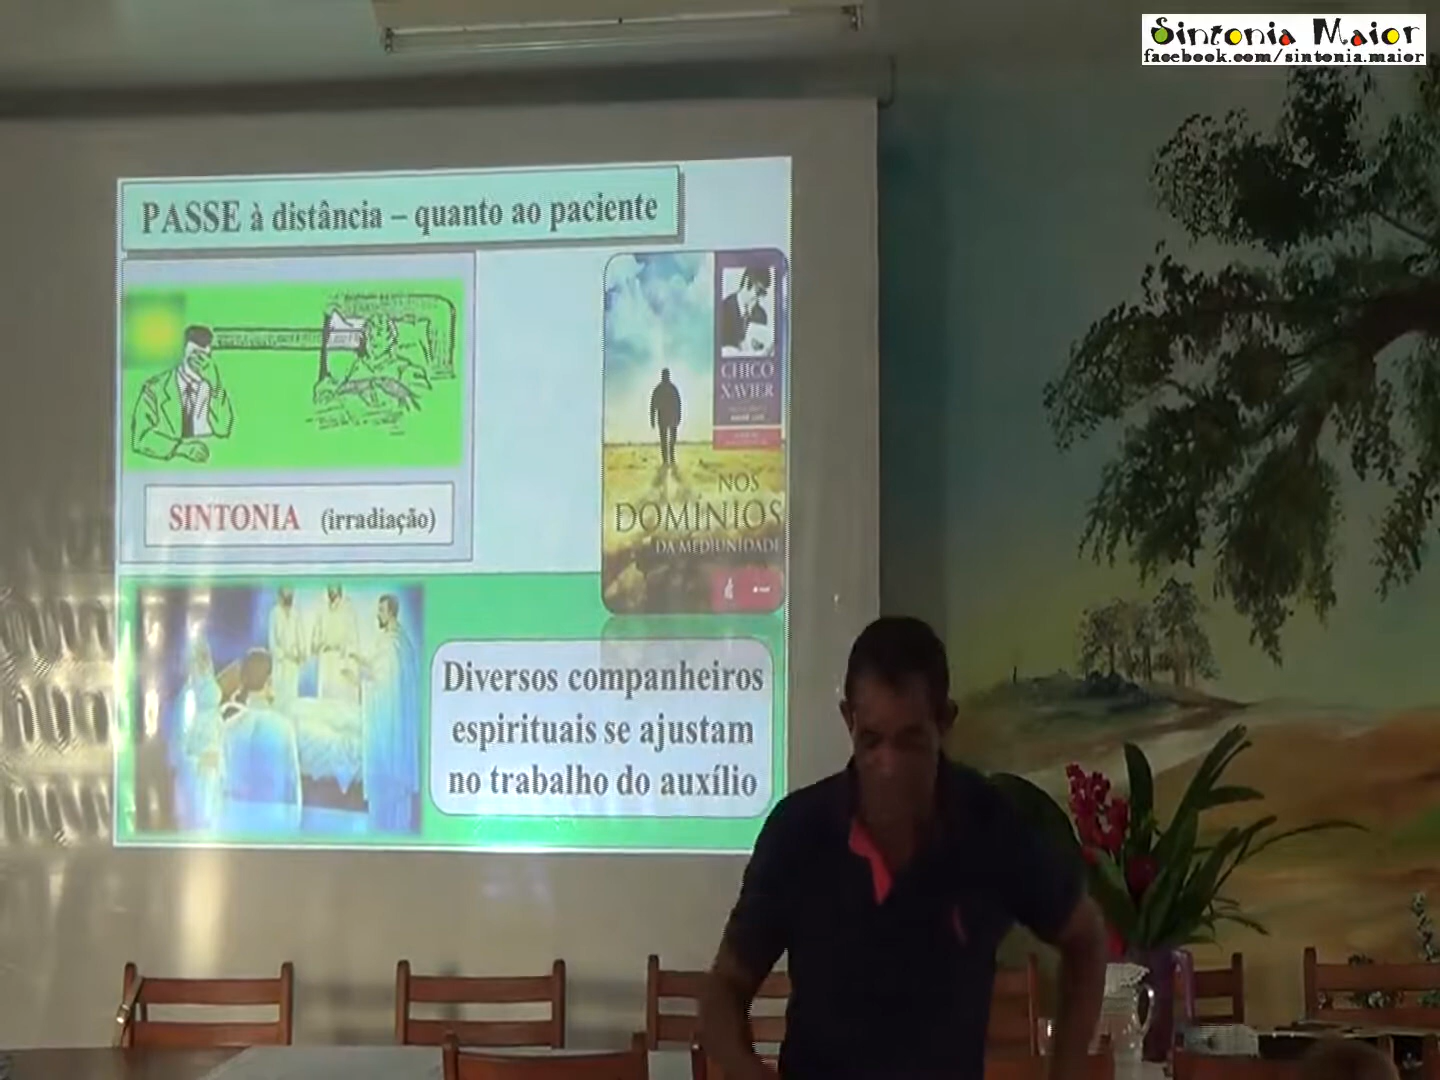 Sintonia Maior
facebook.com/sintonia.maior
PASSE à distância – quanto ao paciente
CHICO
XAVIER
NOS
DOMÍNIOS
DA MEDIUNIDADE
SINTONIA (irradiação)
Diversos companheiros
espirituais se ajustam
no trabalho do auxílio